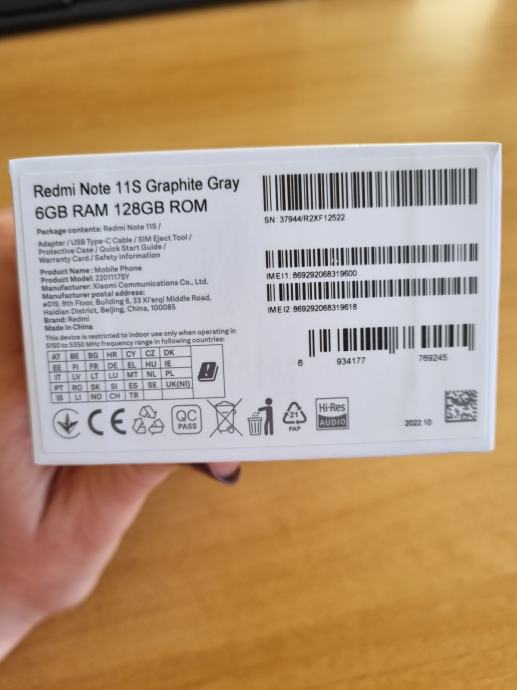 Redmi Note 11S Graphite Gray
6GB RAM 128GB ROM
Package contents: Redmi Note 11S /
Adapter / USB Type-C Cable / SIM Eject Tool /
Protective Case / Quick Start Guide /
Warranty Card / Safety Information
Product Name: Mobile Phone
Product Model: 2201117SY
Manufacturer: Xiaomi Communications Co., Ltd.
Manufacturer postal address:
#019, 9th Floor, Building 6, 33 Xi'erqi Middle Road,
Haidian District, Beijing, China, 100085
Brand: Redmi
Made in China
This device is restricted to indoor use only when operating in
5150 to 5350 MHz frequency range in following countries:
AT BE BG HR CY CZ DK
EE FI FR DE EL HU IE
IT LV LT LU MT NL PL
PT RO SK SI ES SE UK(NI)
IS LI NO CH TR
CE
QC
PASS
21
PAP
Hi-Res
AUDIO
SN: 37944/R2XF12522
IMEI1: 869292068319600
IMEI2: 869292068319618
6 934177 769245
2022.10